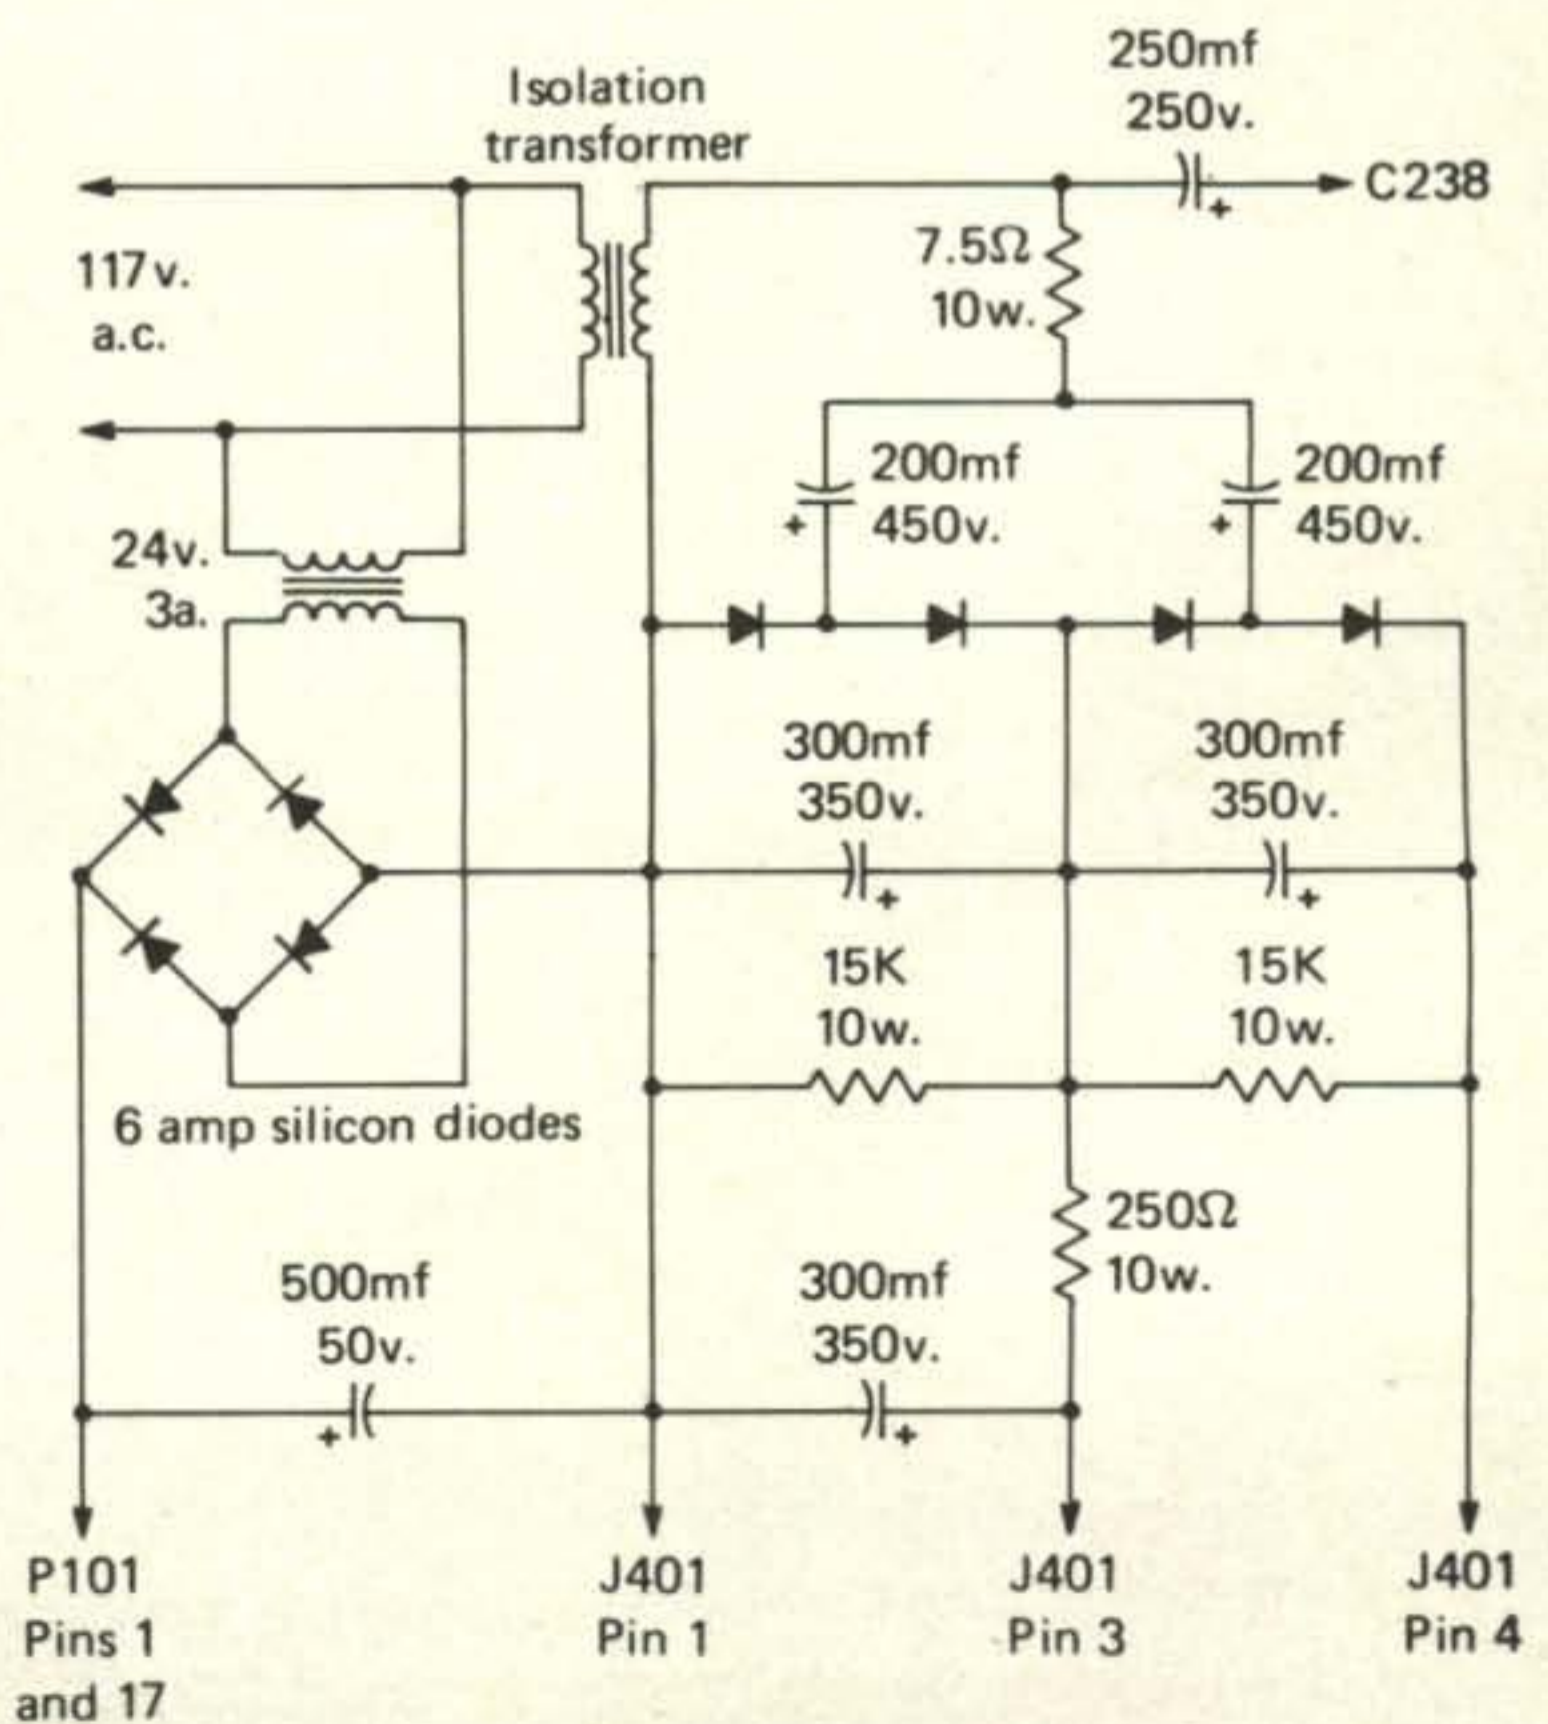 Isolation
transformer
250mf
250v.
C238
117v.
a.c.
7.5Ω
10w.
200mf
450v.
+
200mf
450v.
+
+
24v.
3a.
300mf
350v.
+
300mf
350v.
+
15K
10w.
15K
10w.
6 amp silicon diodes
250Ω
10w.
500mf
50v.
+
300mf
350v.
+
P101
Pins 1
and 17
J401
Pin 1
J401
Pin 3
J401
Pin 4